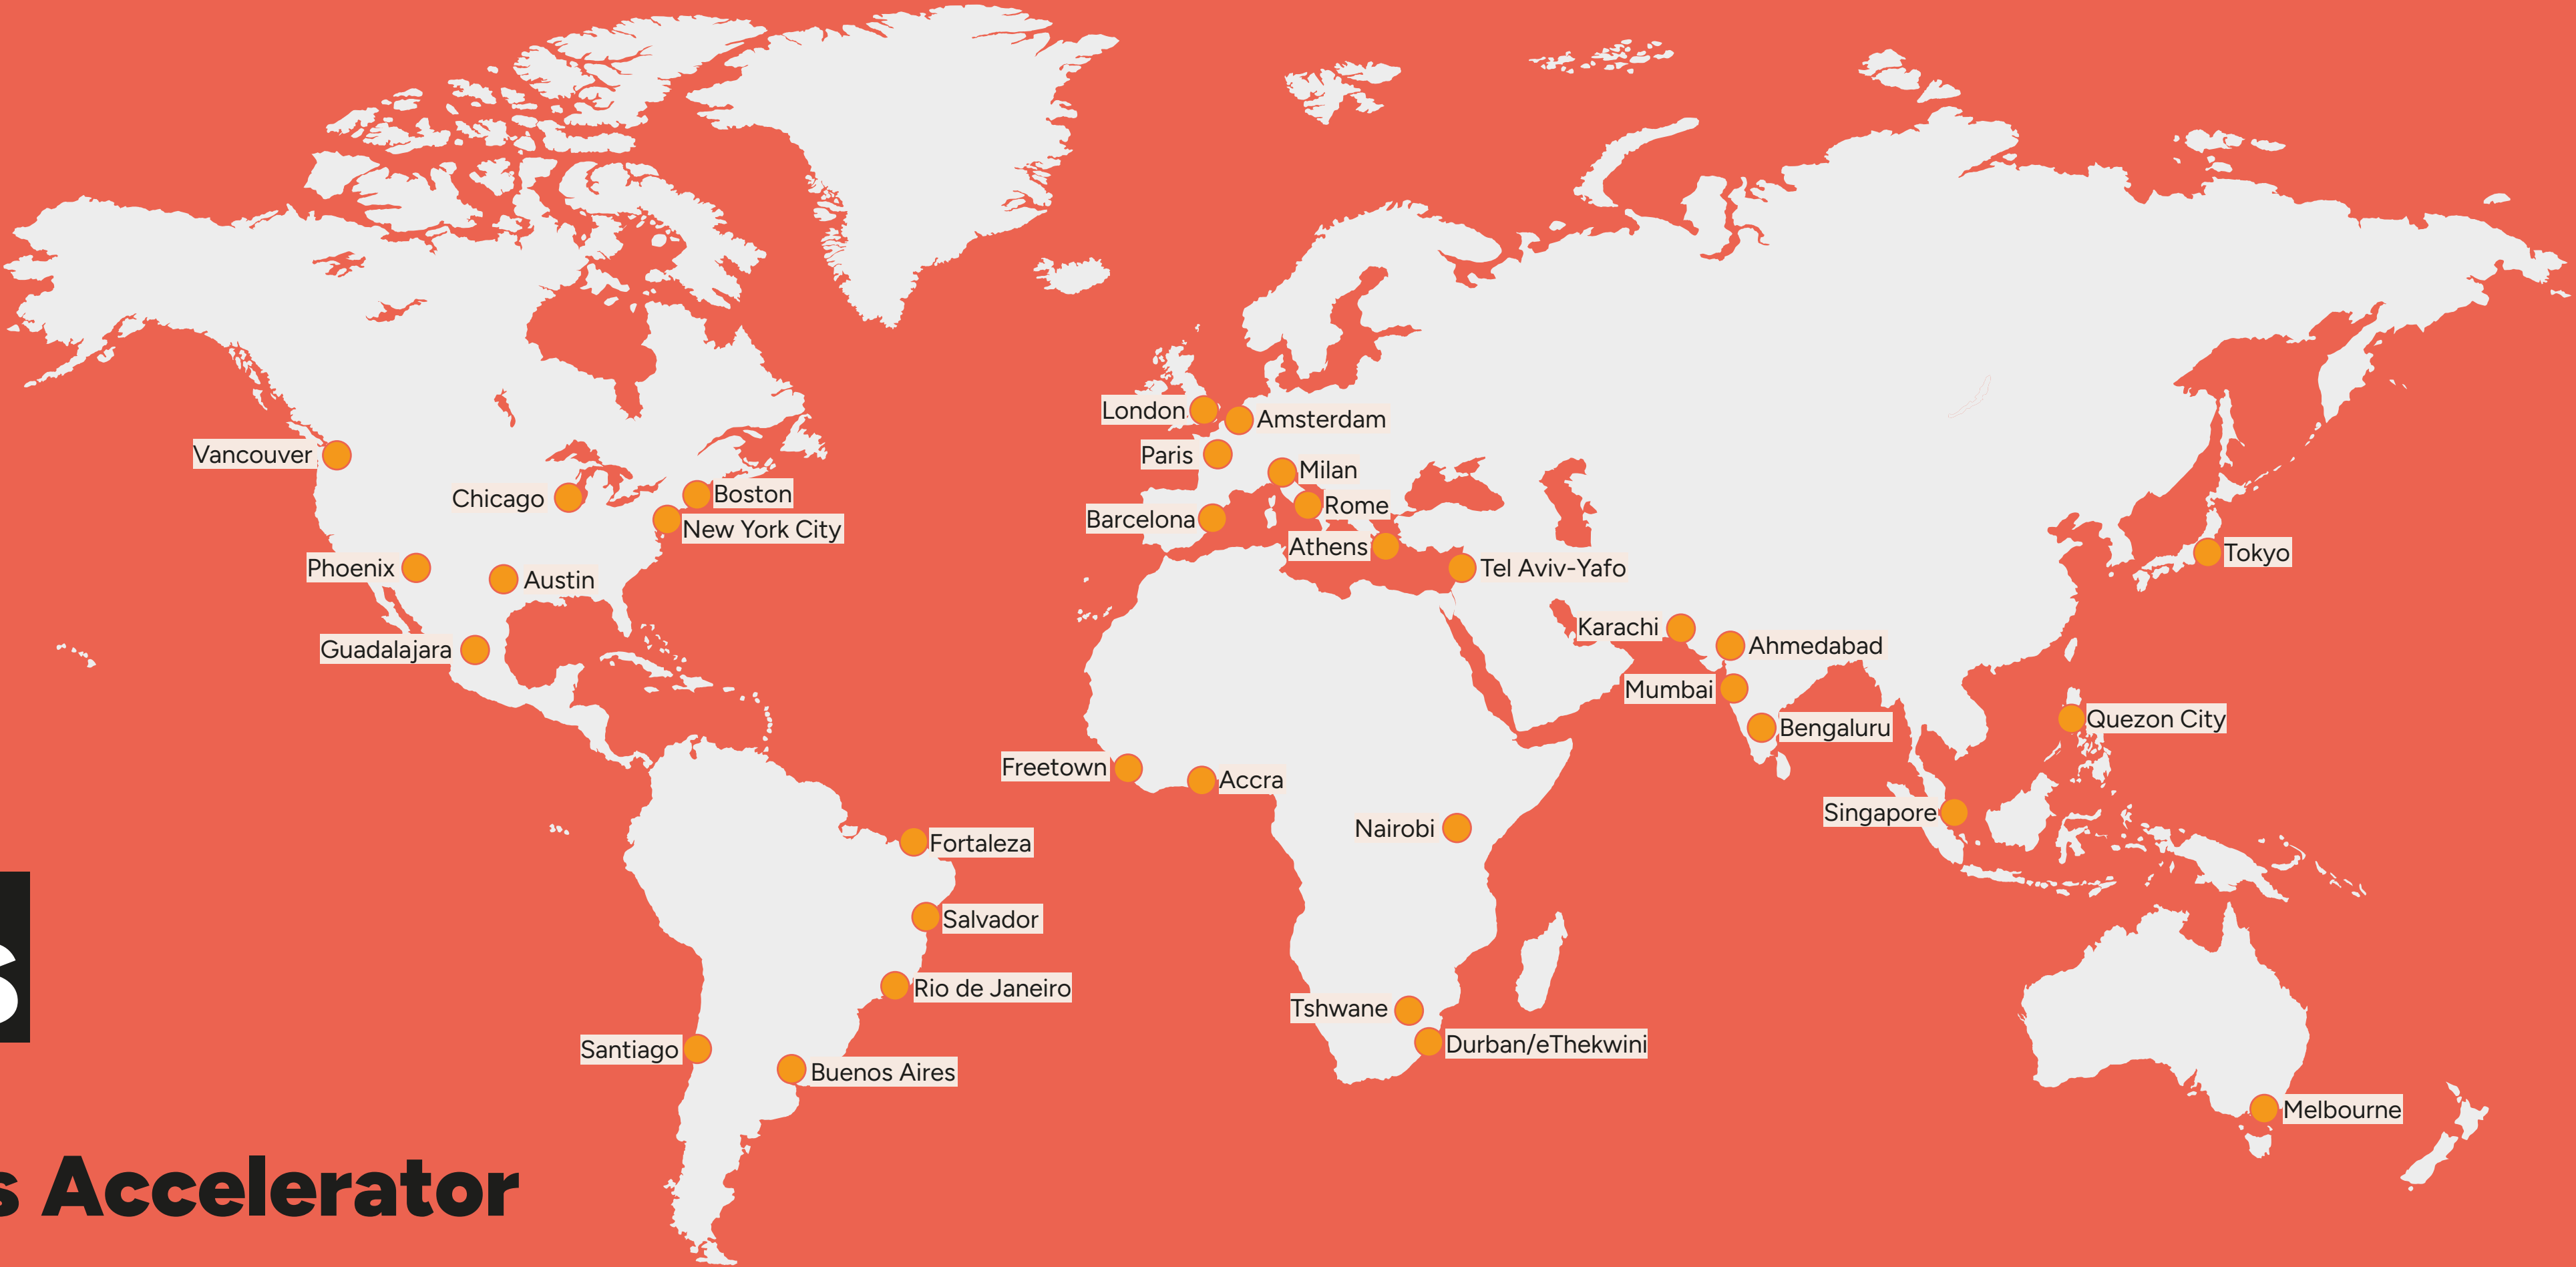 London
Amsterdam
Vancouver
Paris
Milan
Chicago
Boston
Rome
New York City
Barcelona
Athens
Tokyo
Phoenix
Austin
Tel Aviv-Yafo
Karachi
Guadalajara
Ahmedabad
Mumbai
Quezon City
Bengaluru
Freetown
Accra
Singapore
Nairobi
Fortaleza
Salvador
Rio de Janeiro
Tshwane
Durban/eThekwini
Santiago
Buenos Aires
Melbourne
s
s Accelerator